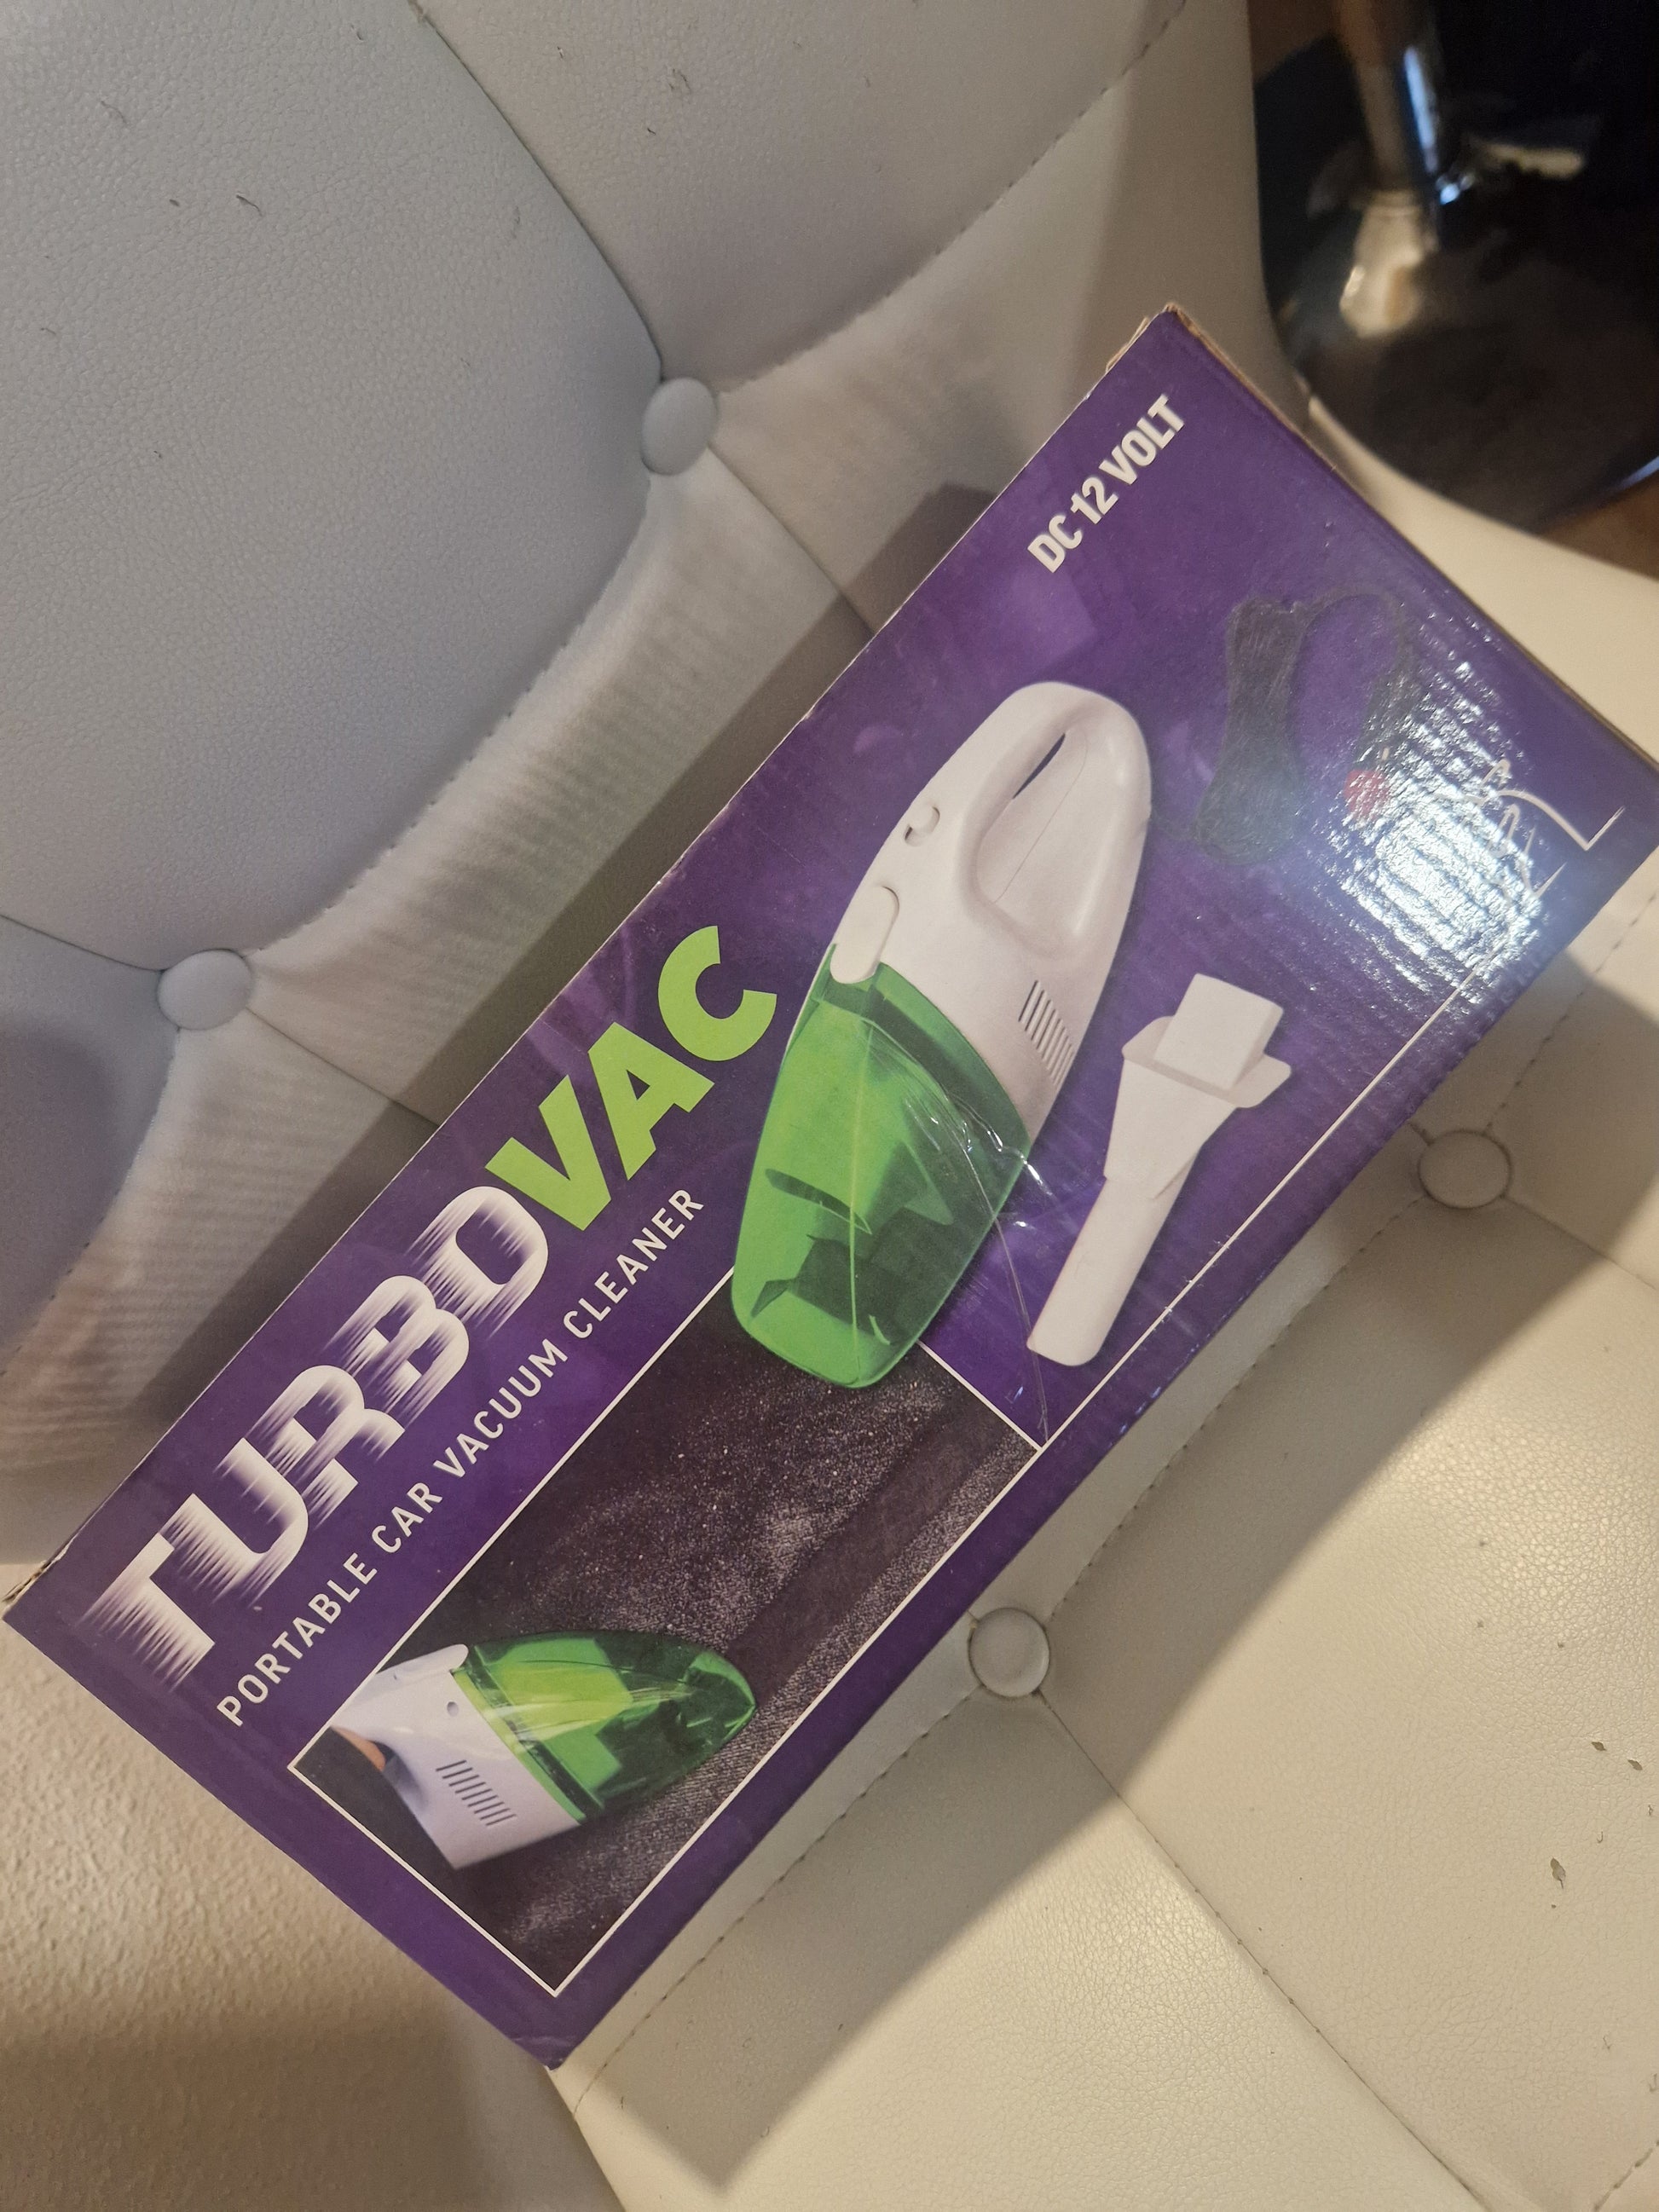 TURBOVAC
PORTABLE CAR VACUUM CLEANER
DC 12 VOLT